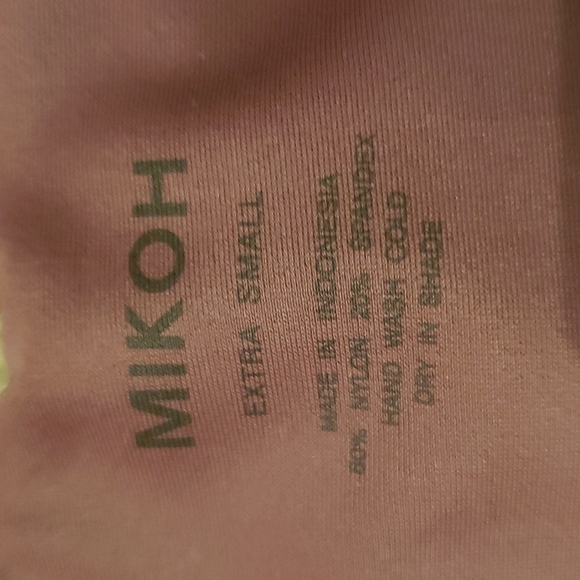 MIKOH
EXTRA SMALL
MADE IN INDONESIA
80% NYLON 20% SPANDEX
HAND WASH COLD
DRY IN SHADE